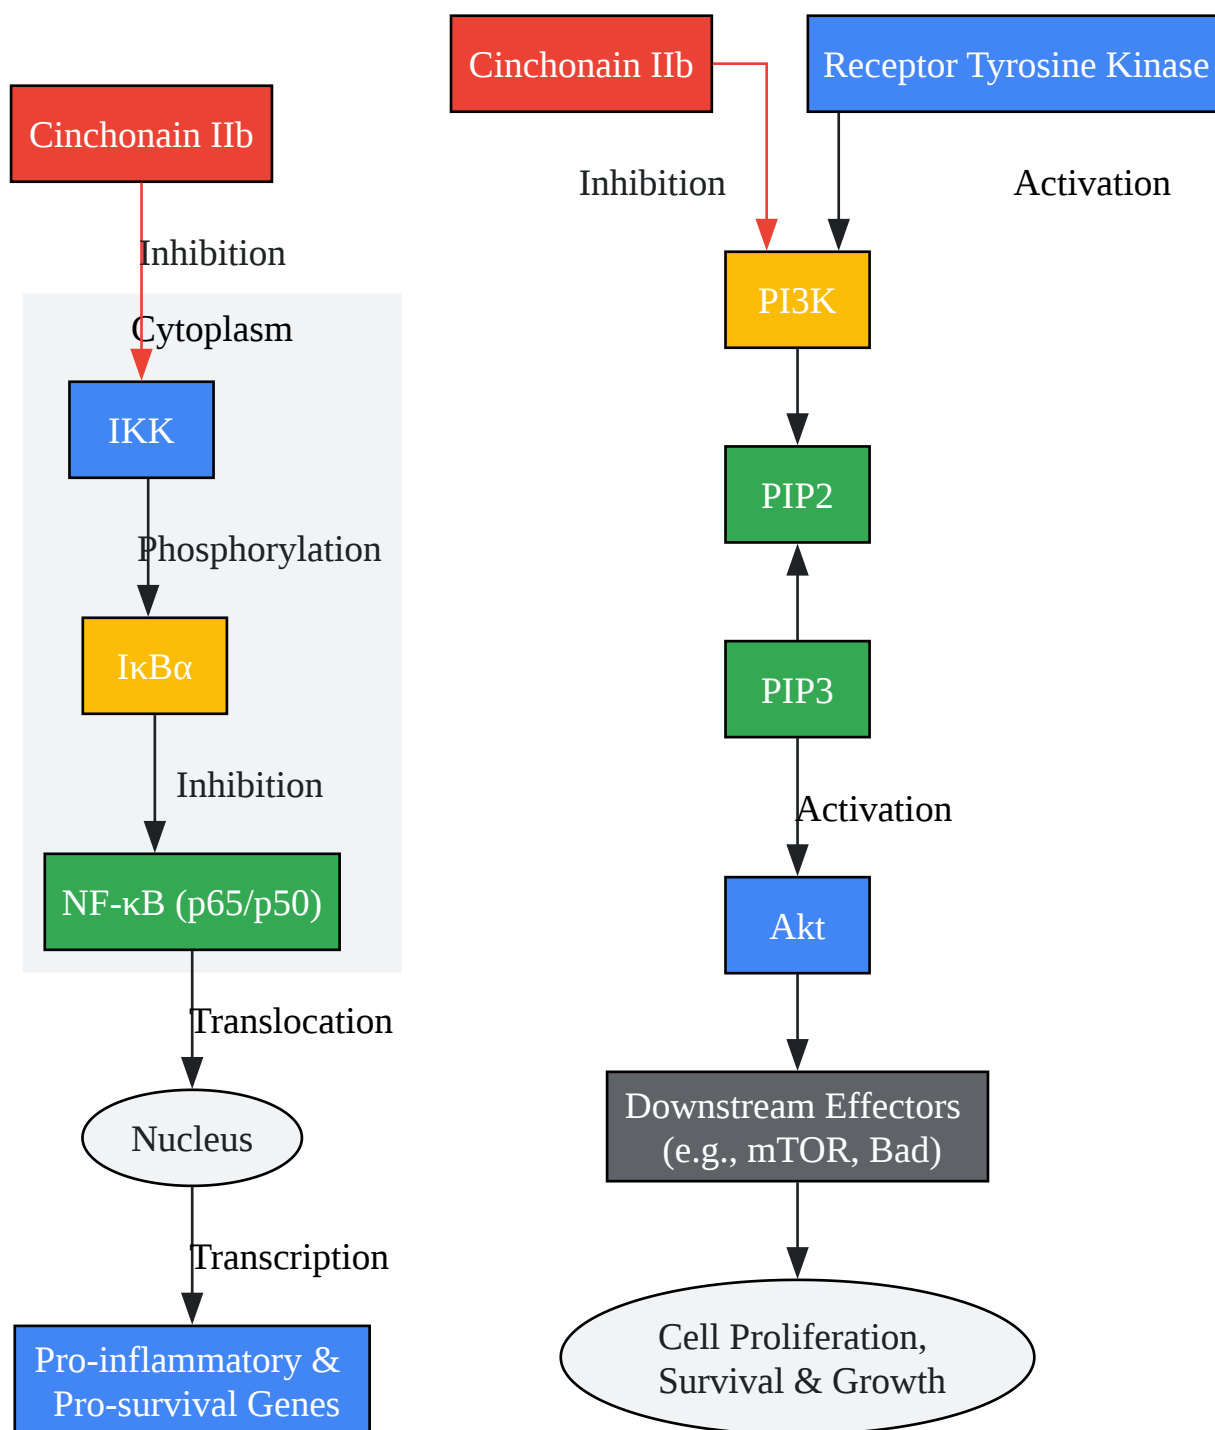 Cinchonain IIb
Inhibition
Cytoplasm
IKK
Phosphorylation
IκBα
Inhibition
NF-κB (p65/p50)
Translocation
Nucleus
Transcription
Pro-inflammatory &
Pro-survival Genes
Cinchonain IIb
Receptor Tyrosine Kinase
Inhibition
Activation
PI3K
PIP2
PIP3
Activation
Akt
Downstream Effectors
(e.g., mTOR, Bad)
Cell Proliferation,
Survival & Growth